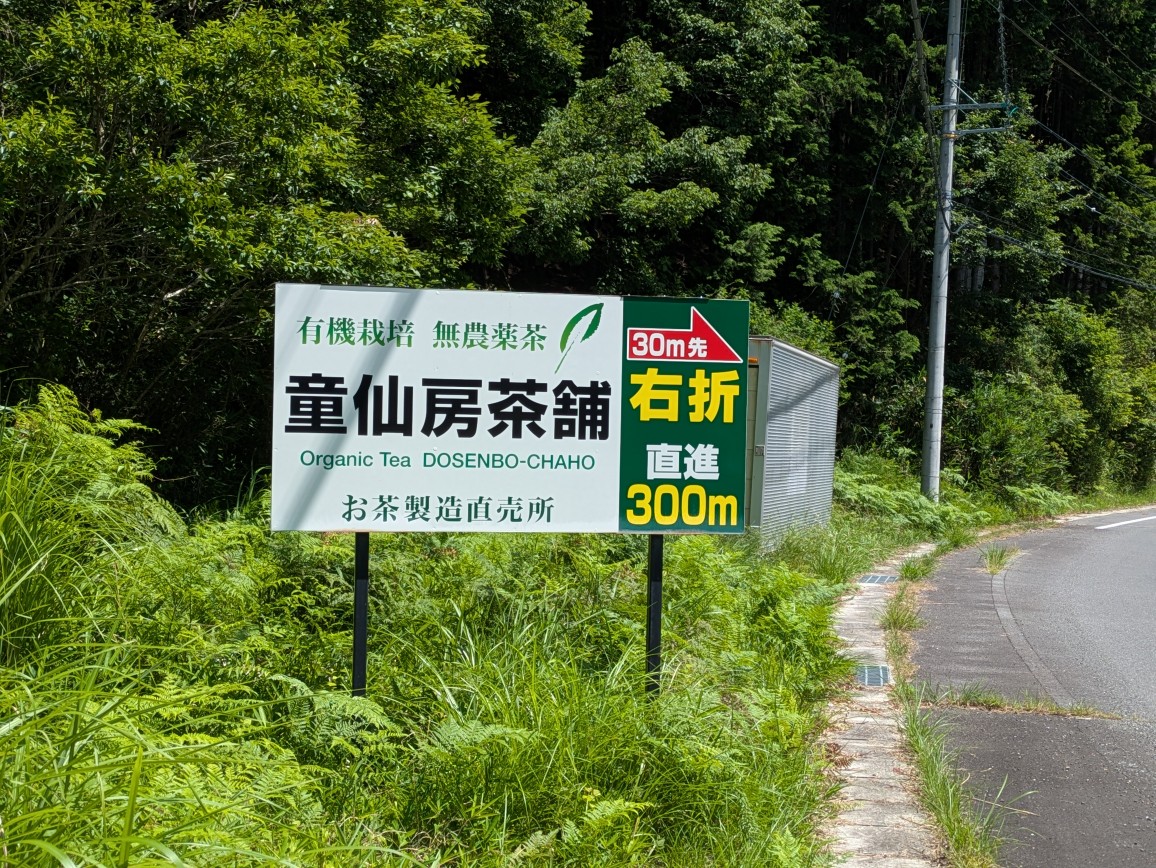 有機栽培 無農薬茶
童仙房茶舗
Organic Tea DOSENBO-CHAHO
お茶製造直売所
30m先
右折
直進
300m